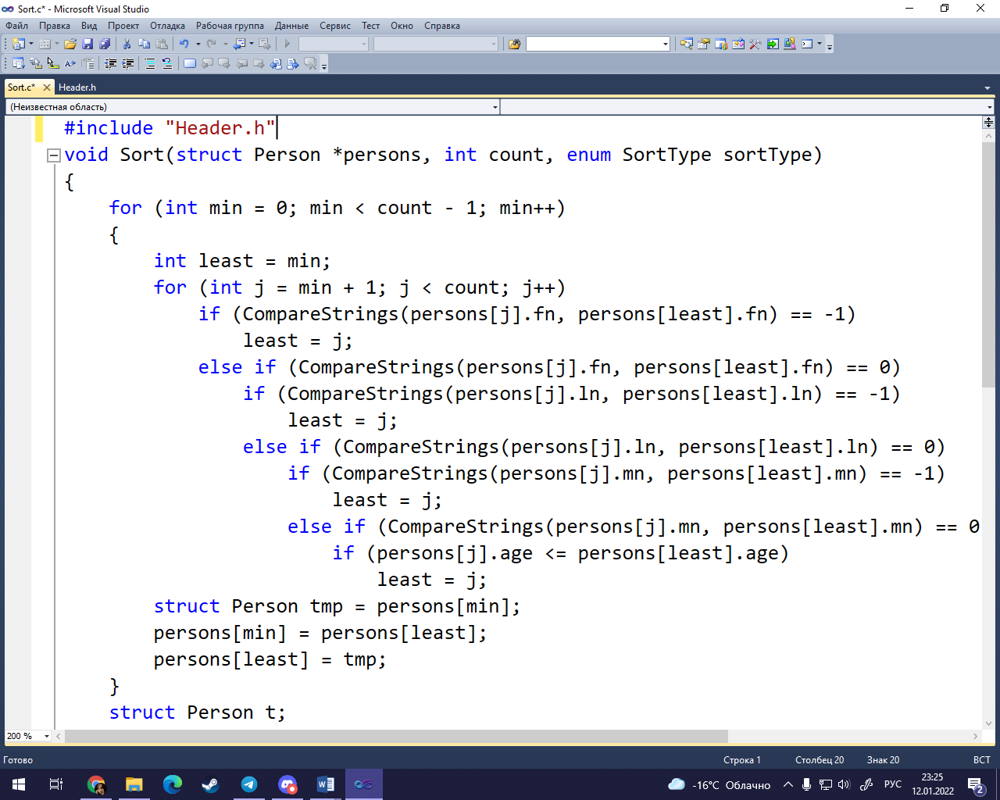 Sort.c* - Microsoft Visual Studio
Файл Правка Вид Проект Отладка Рабочая группа Данные Сервис Тест Окно Справка
Sort.c* Header.h
(Неизвестная область)
#include "Header.h"
void Sort(struct Person *persons, int count, enum SortType sortType)
{
for (int min = 0; min < count - 1; min++)
{
int least = min;
for (int j = min + 1; j < count; j++)
if (CompareStrings(persons[j].fn, persons[least].fn) == -1)
least = j;
else if (CompareStrings(persons[j].fn, persons[least].fn) == 0)
if (CompareStrings(persons[j].ln, persons[least].ln) == -1)
least = j;
else if (CompareStrings(persons[j].ln, persons[least].ln) == 0)
if (CompareStrings(persons[j].mn, persons[least].mn) == -1)
least = j;
else if (CompareStrings(persons[j].mn, persons[least].mn) == 0
if (persons[j].age <= persons[least].age)
least = j;
struct Person tmp = persons[min];
persons[min] = persons[least];
persons[least] = tmp;
}
struct Person t;
200 %
Готово Строка 1 Столбец 20 Знак 20 ВСТ
-16°C Облачно РУС 23:25
12.01.2022 2